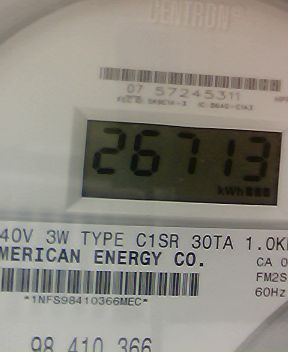 CENTRON®
07 57245311
26713
kWh
40V 3W TYPE C1SR 30TA 1.0K
MERICAN ENERGY CO.
CA 0
FM2S
*1NFS98410366MEC*
60Hz
98 410 366